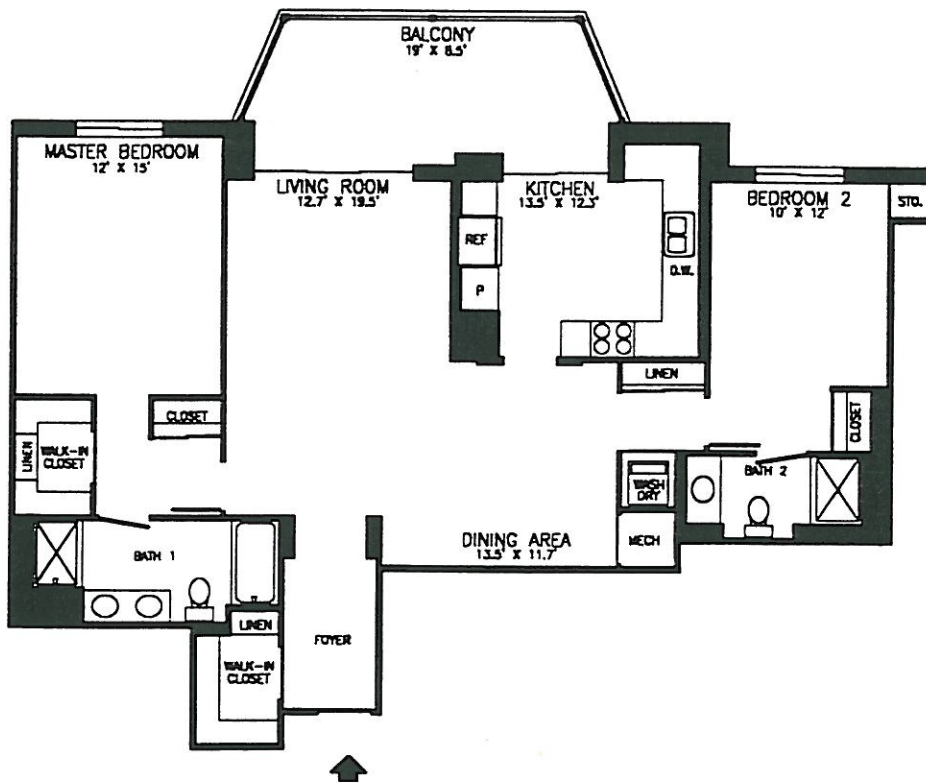 BALCONY
19' X 8.5'
MASTER BEDROOM
12' X 15'
LIVING ROOM
12.7' X 19.5'
KITCHEN
13.5' X 12.3'
BEDROOM 2
10' X 12'
STO.
REF
P
D.W.
LINEN
CLOSET
CLOSET
LINEN
WALK-IN
CLOSET
WASH
DRY
BATH 2
MECH
DINING AREA
13.5' X 11.7'
BATH 1
LINEN
FOYER
WALK-IN
CLOSET